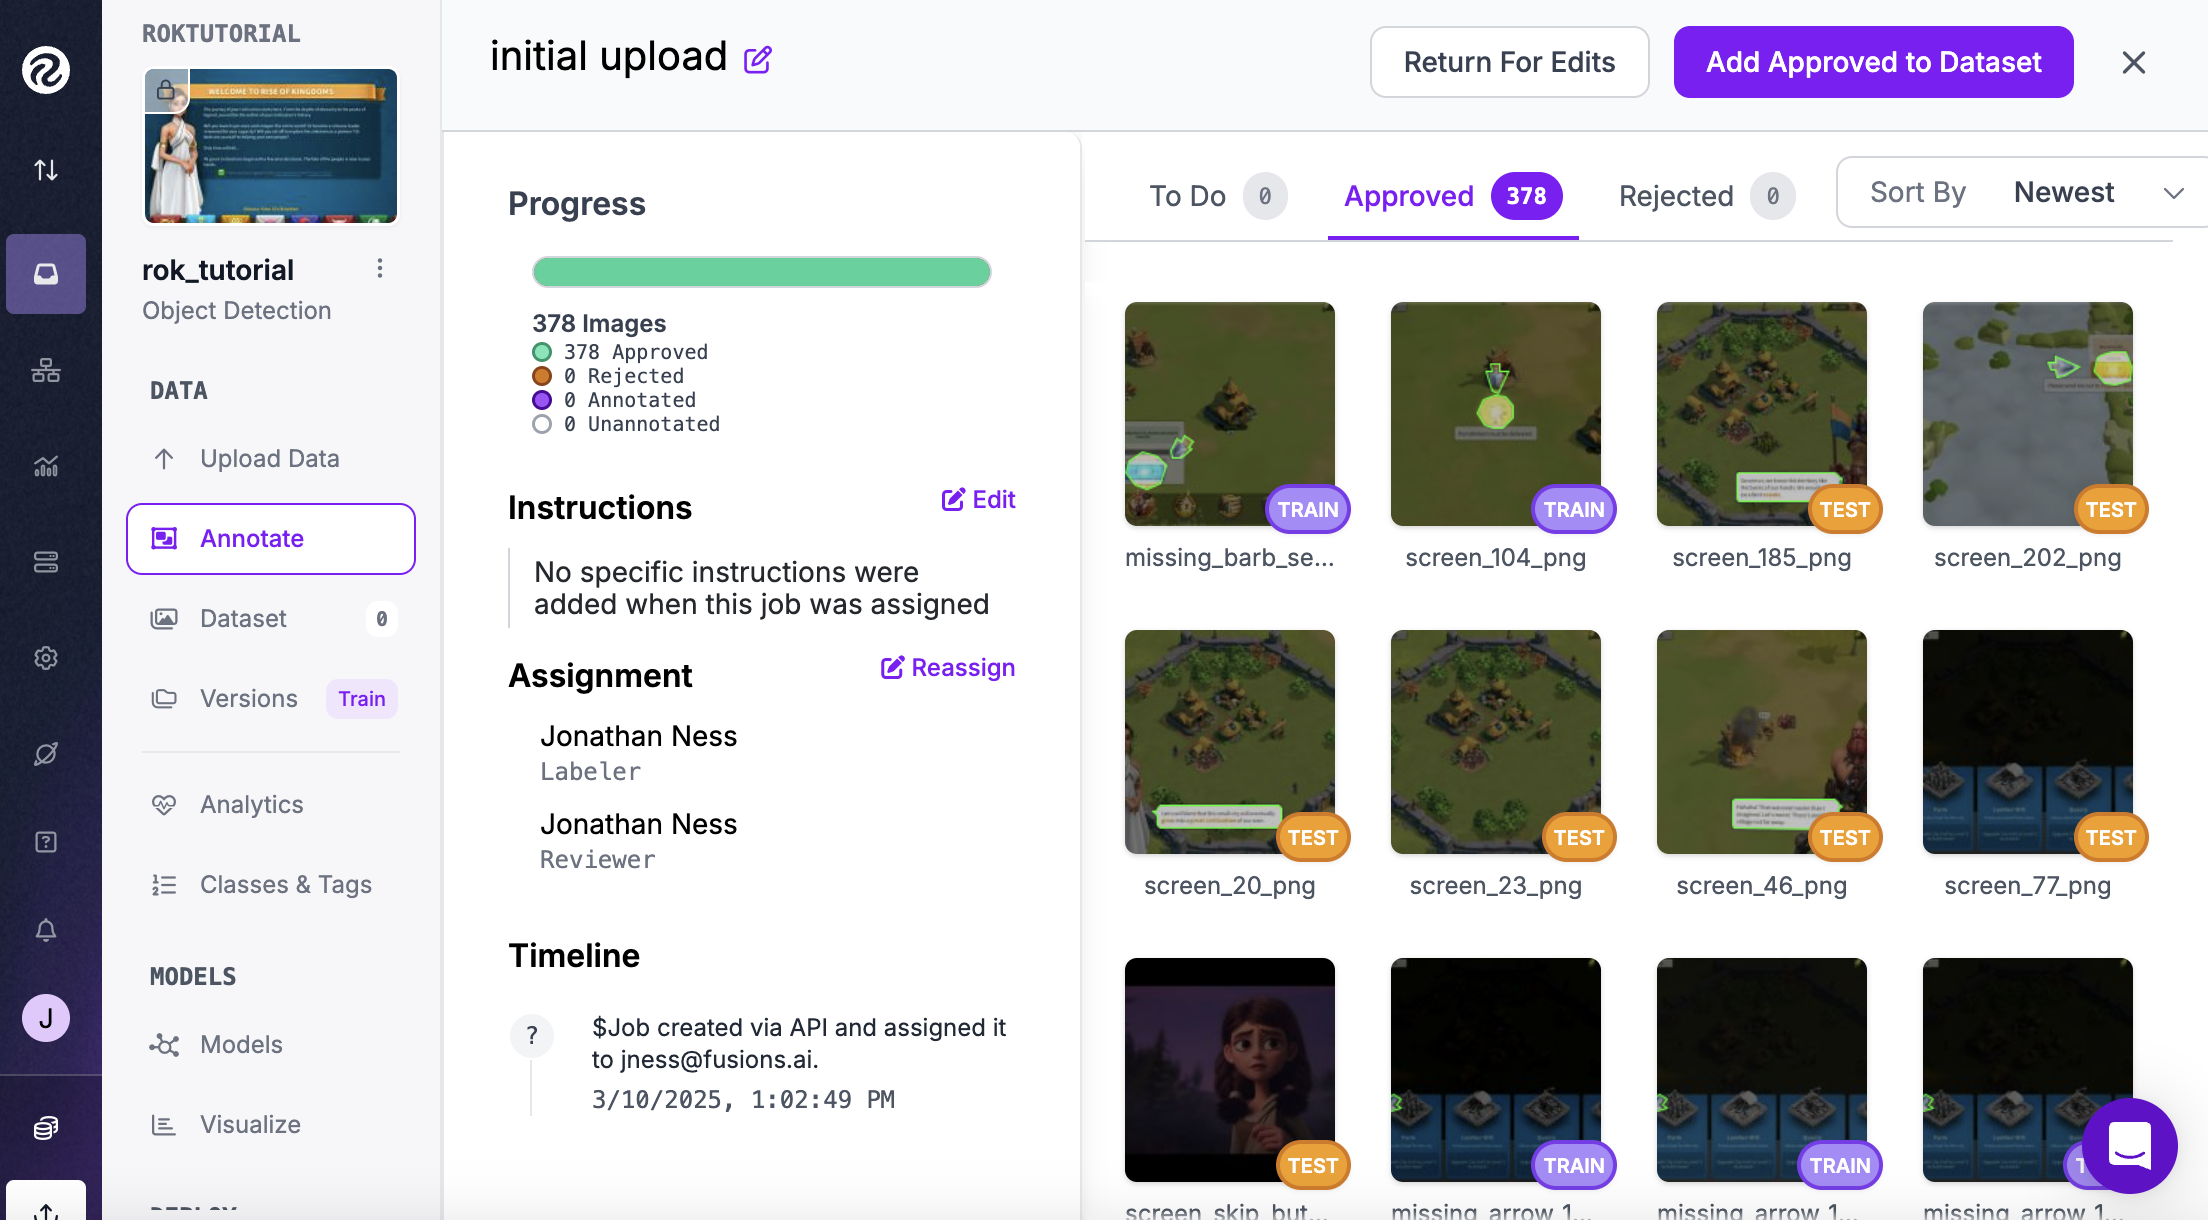 ROKTUTORIAL
WELCOME TO RISE OF KINGDOMS
rok_tutorial
Object Detection
DATA
Upload Data
Annotate
Dataset 0
Versions Train
Analytics
Classes & Tags
MODELS
Models
Visualize
DEPLOY
J
initial upload
Return For Edits
Add Approved to Dataset
Progress
378 Images
378 Approved
0 Rejected
0 Annotated
0 Unannotated
Instructions
Edit
No specific instructions were
added when this job was assigned
Assignment
Reassign
Jonathan Ness
Labeler
Jonathan Ness
Reviewer
Timeline
?
$Job created via API and assigned it
to jness@fusions.ai.
3/10/2025, 1:02:49 PM
To Do 0
Approved 378
Rejected 0
Sort By Newest
TRAIN
TRAIN
TEST
TEST
missing_barb_se...
screen_104_png
screen_185_png
screen_202_png
TEST
TEST
TEST
TEST
screen_20_png
screen_23_png
screen_46_png
screen_77_png
TEST
TRAIN
TRAIN
screen_skip_but...
missing_arrow_1...
missing_arrow_1...
missing_arrow_1...